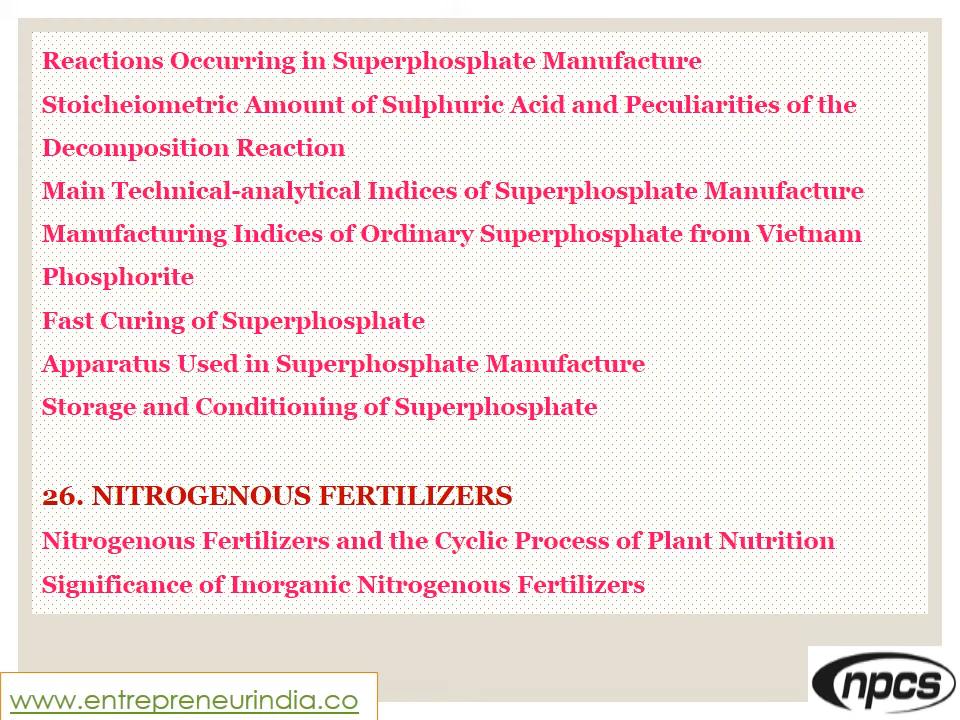 Reactions Occurring in Superphosphate Manufacture
Stoicheiometric Amount of Sulphuric Acid and Peculiarities of the
Decomposition Reaction
Main Technical-analytical Indices of Superphosphate Manufacture
Manufacturing Indices of Ordinary Superphosphate from Vietnam
Phosphorite
Fast Curing of Superphosphate
Apparatus Used in Superphosphate Manufacture
Storage and Conditioning of Superphosphate
26. NITROGENOUS FERTILIZERS
Nitrogenous Fertilizers and the Cyclic Process of Plant Nutrition
Significance of Inorganic Nitrogenous Fertilizers
www.entrepreneurindia.co
npcs